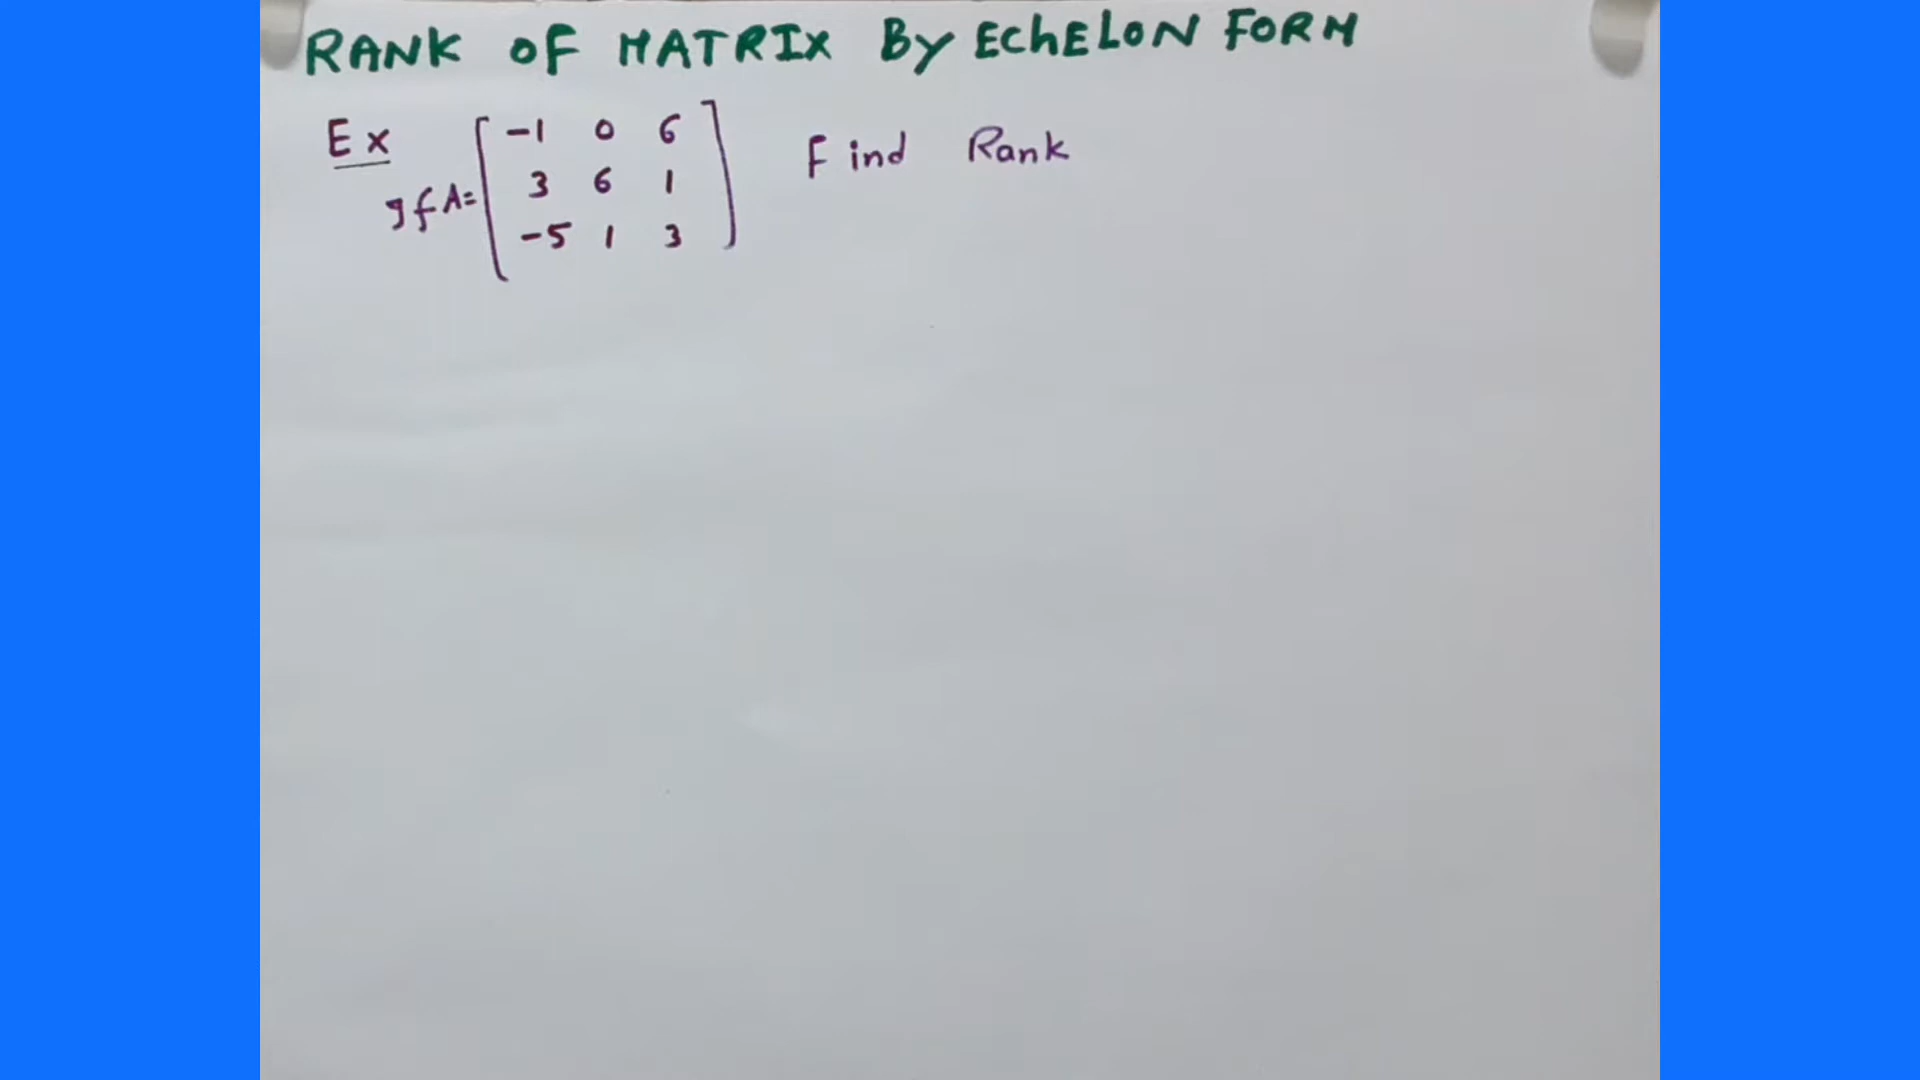 RANK OF MATRIX BY EChELON FORM
Ex
If A= [ -1 0 6 Find Rank
3 6 1
-5 1 3 ]